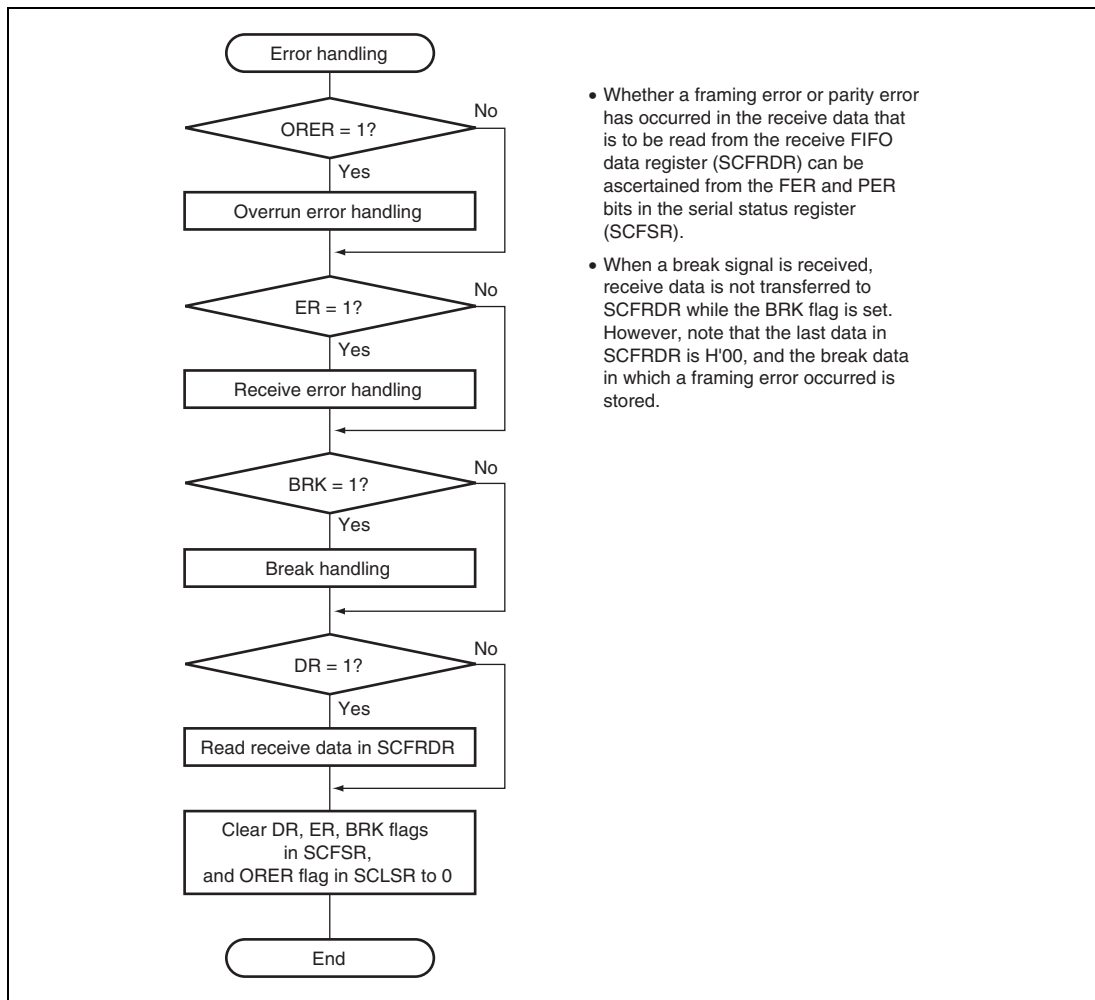 Error handling
ORER = 1?
No
Yes
Overrun error handling
ER = 1?
No
Yes
Receive error handling
BRK = 1?
No
Yes
Break handling
DR = 1?
No
Yes
Read receive data in SCFRDR
Clear DR, ER, BRK flags
in SCFSR,
and ORER flag in SCLSR to 0
End
• Whether a framing error or parity error
has occurred in the receive data that
is to be read from the receive FIFO
data register (SCFRDR) can be
ascertained from the FER and PER
bits in the serial status register
(SCFSR).
• When a break signal is received,
receive data is not transferred to
SCFRDR while the BRK flag is set.
However, note that the last data in
SCFRDR is H'00, and the break data
in which a framing error occurred is
stored.